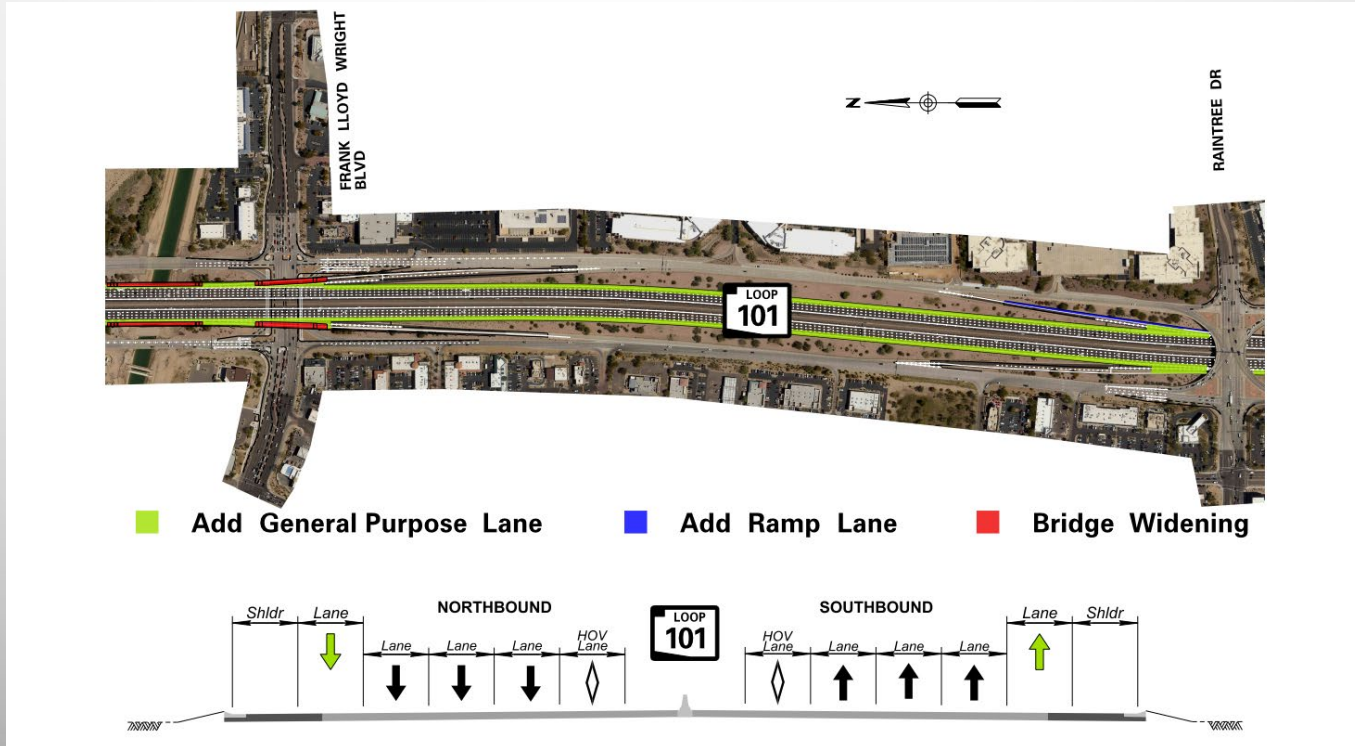 FRANK LLOYD WRIGHT
BLVD
N
RAINTREE DR
LOOP
101
Add General Purpose Lane
Add Ramp Lane
Bridge Widening
NORTHBOUND
LOOP
101
SOUTHBOUND
Shldr
Lane
Lane
Lane
Lane
HOV
Lane
HOV
Lane
Lane
Lane
Lane
Lane
Shldr